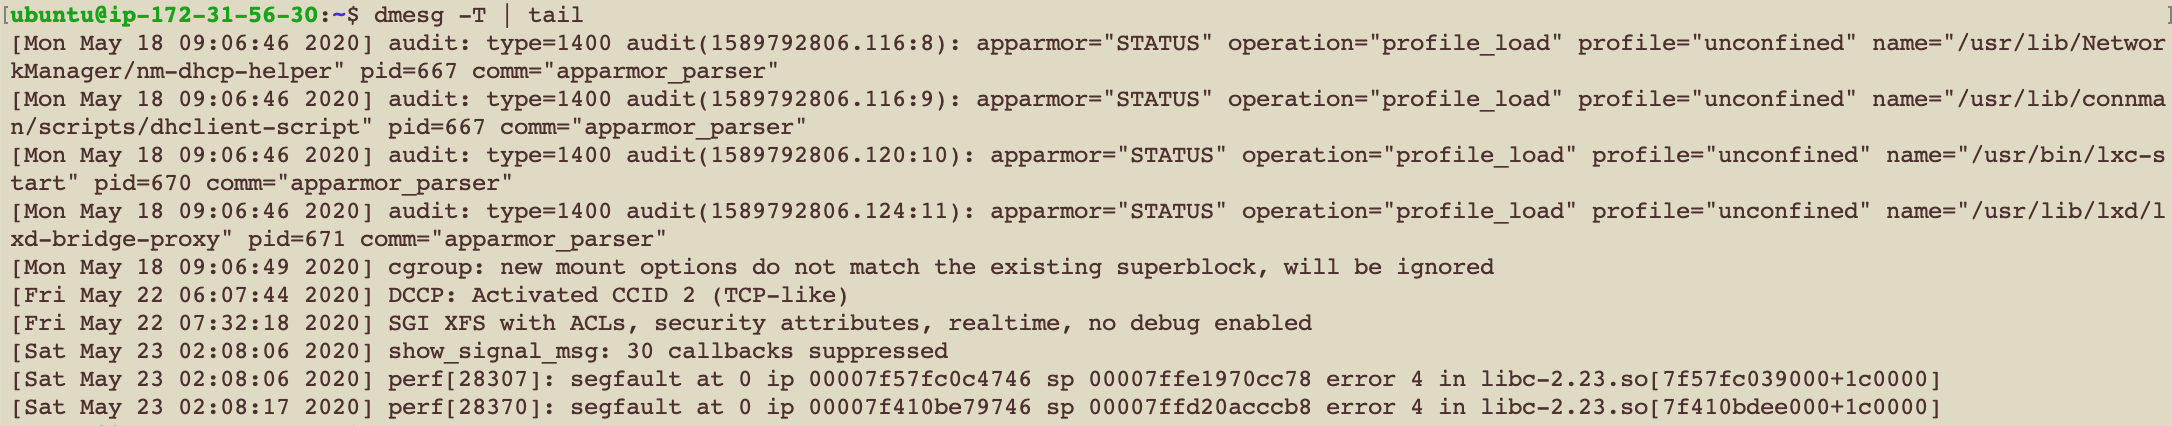 [ubuntu@ip-172-31-56-30:~$ dmesg -T | tail ]
[Mon May 18 09:06:46 2020] audit: type=1400 audit(1589792806.116:8): apparmor="STATUS" operation="profile_load" profile="unconfined" name="/usr/lib/Networ
kManager/nm-dhcp-helper" pid=667 comm="apparmor_parser"
[Mon May 18 09:06:46 2020] audit: type=1400 audit(1589792806.116:9): apparmor="STATUS" operation="profile_load" profile="unconfined" name="/usr/lib/connma
n/scripts/dhclient-script" pid=667 comm="apparmor_parser"
[Mon May 18 09:06:46 2020] audit: type=1400 audit(1589792806.120:10): apparmor="STATUS" operation="profile_load" profile="unconfined" name="/usr/bin/lxc-s
tart" pid=670 comm="apparmor_parser"
[Mon May 18 09:06:46 2020] audit: type=1400 audit(1589792806.124:11): apparmor="STATUS" operation="profile_load" profile="unconfined" name="/usr/lib/lxd/l
xd-bridge-proxy" pid=671 comm="apparmor_parser"
[Mon May 18 09:06:49 2020] cgroup: new mount options do not match the existing superblock, will be ignored
[Fri May 22 06:07:44 2020] DCCP: Activated CCID 2 (TCP-like)
[Fri May 22 07:32:18 2020] SGI XFS with ACLs, security attributes, realtime, no debug enabled
[Sat May 23 02:08:06 2020] show_signal_msg: 30 callbacks suppressed
[Sat May 23 02:08:06 2020] perf[28307]: segfault at 0 ip 00007f57fc0c4746 sp 00007ffe1970cc78 error 4 in libc-2.23.so[7f57fc039000+1c0000]
[Sat May 23 02:08:17 2020] perf[28370]: segfault at 0 ip 00007f410be79746 sp 00007ffd20acccb8 error 4 in libc-2.23.so[7f410bdee000+1c0000]